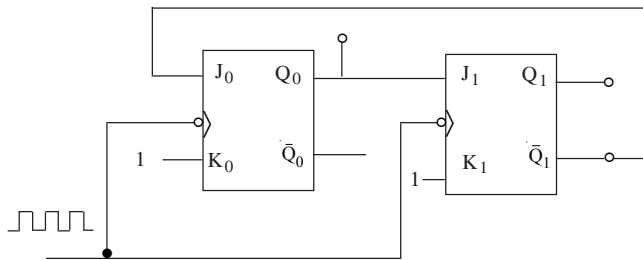 J₀ Q₀
1 K₀ Q̄₀
J₁ Q₁
1 K₁ Q̄₁